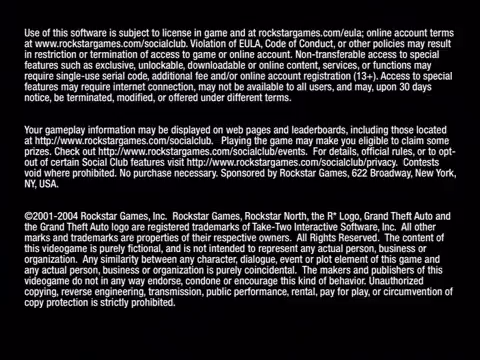 Use of this software is subject to license in game and at rockstargames.com/eula; online account terms
at www.rockstargames.com/socialclub. Violation of EULA, Code of Conduct, or other policies may result
in restriction or termination of access to game or online account. Non-transferable access to special
features such as exclusive, unlockable, downloadable or online content, services, or functions may
require single-use serial code, additional fee and/or online account registration (13+). Access to special
features may require internet connection, may not be available to all users, and may, upon 30 days
notice, be terminated, modified, or offered under different terms.
Your gameplay information may be displayed on web pages and leaderboards, including those located
at http://www.rockstargames.com/socialclub. Playing the game may make you eligible to claim some
prizes. Check out http://www.rockstargames.com/socialclub/events. For details, official rules, or to opt-
out of certain Social Club features visit http://www.rockstargames.com/socialclub/privacy. Contests
void where prohibited. No purchase necessary. Sponsored by Rockstar Games, 622 Broadway, New York,
NY, USA.
©2001-2004 Rockstar Games, Inc. Rockstar Games, Rockstar North, the R* Logo, Grand Theft Auto and
the Grand Theft Auto logo are registered trademarks of Take-Two Interactive Software, Inc. All other
marks and trademarks are properties of their respective owners. All Rights Reserved. The content of
this videogame is purely fictional, and is not intended to represent any actual person, business or
organization. Any similarity between any character, dialogue, event or plot element of this game and
any actual person, business or organization is purely coincidental. The makers and publishers of this
videogame do not in any way endorse, condone or encourage this kind of behavior. Unauthorized
copying, reverse engineering, transmission, public performance, rental, pay for play, or circumvention of
copy protection is strictly prohibited.